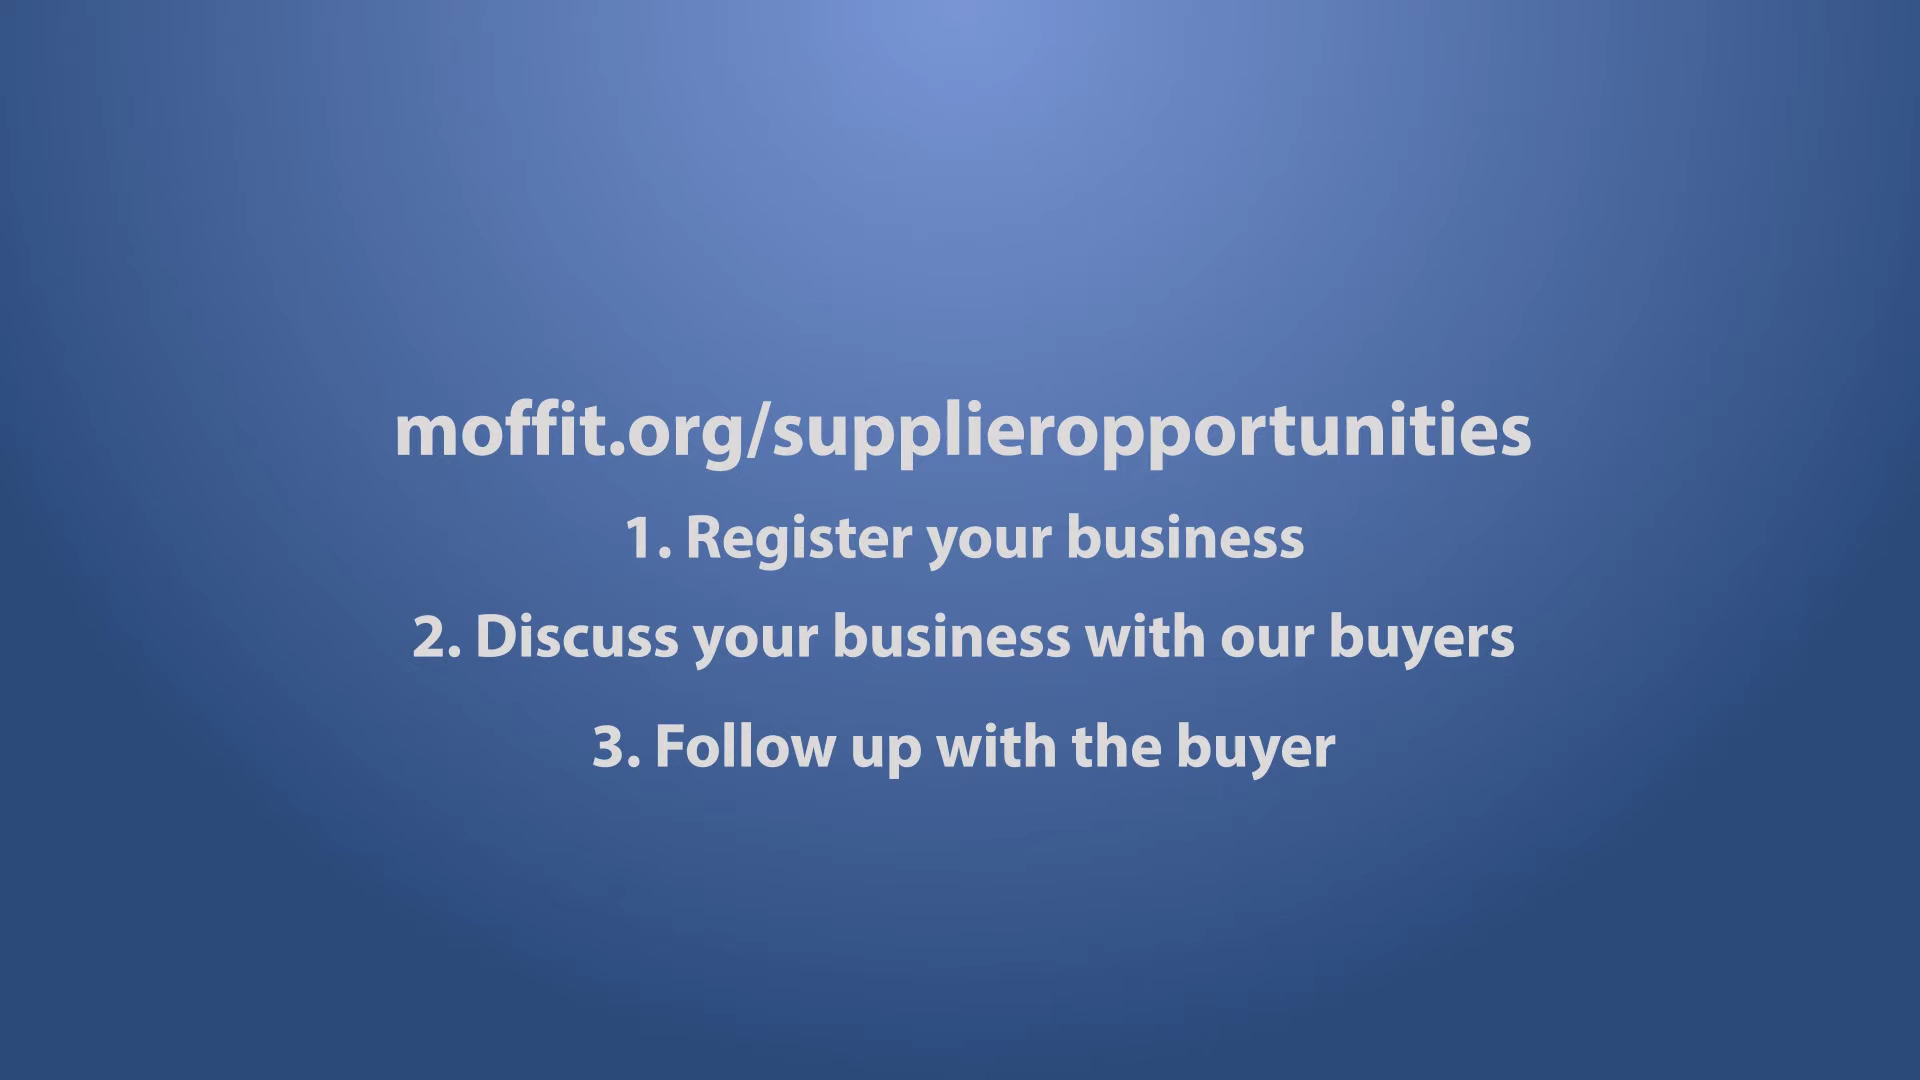 moffit.org/supplieropportunities
1. Register your business
2. Discuss your business with our buyers
3. Follow up with the buyer